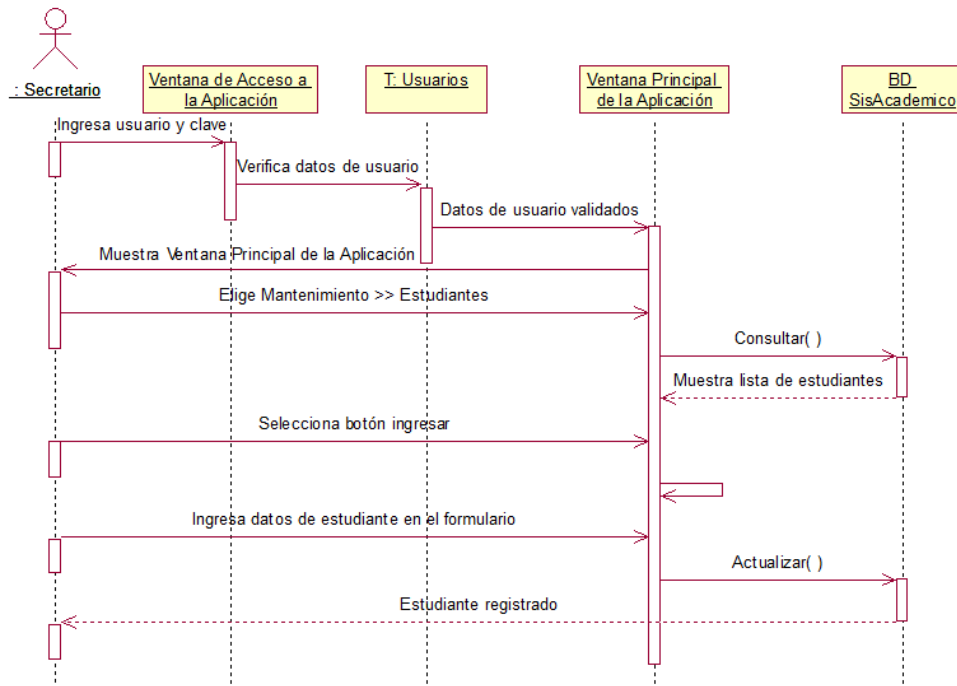 : Secretario
Ventana de Acceso a
la Aplicación
T: Usuarios
Ventana Principal
de la Aplicación
BD
SisAcademico
Ingresa usuario y clave
Verifica datos de usuario
Datos de usuario validados
Muestra Ventana Principal de la Aplicación
Elige Mantenimiento >> Estudiantes
Consultar( )
Muestra lista de estudiantes
Selecciona botón ingresar
Ingresa datos de estudiante en el formulario
Actualizar( )
Estudiante registrado